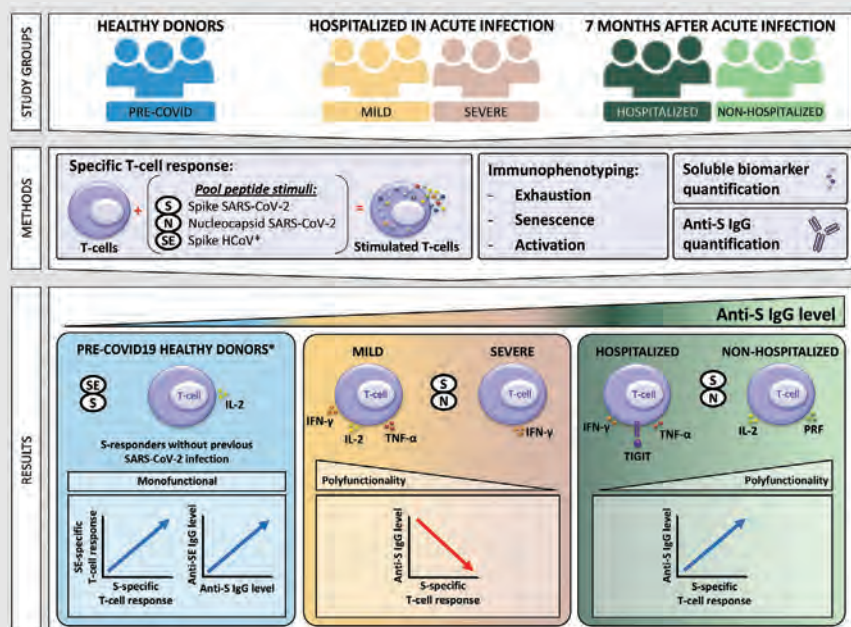 STUDY GROUPS
HEALTHY DONORS
HOSPITALIZED IN ACUTE INFECTION
7 MONTHS AFTER ACUTE INFECTION
PRE-COVID
MILD
SEVERE
HOSPITALIZED
NON-HOSPITALIZED
METHODS
Specific T-cell response:
Pool peptide stimuli:
T-cells
+
S Spike SARS-CoV-2
N Nucleocapsid SARS-CoV-2
SE Spike HCoV*
=
Stimulated T-cells
Immunophenotyping:
- Exhaustion
- Senescence
- Activation
Soluble biomarker
quantification
Anti-S IgG
quantification
RESULTS
Anti-S IgG level
PRE-COVID19 HEALTHY DONORS*
SE
S
T-cell
IL-2
S-responders without previous
SARS-CoV-2 infection
Monofunctional
SE-specific
T-cell response
S-specific
T-cell response
Anti-SE IgG level
Anti-S IgG level
MILD
SEVERE
T-cell
S
N
T-cell
IFN-γ
IL-2
TNF-α
IFN-γ
Polyfunctionality
Anti-S IgG level
S-specific
T-cell response
HOSPITALIZED
NON-HOSPITALIZED
T-cell
S
N
T-cell
IFN-γ
TIGIT
TNF-α
IL-2
PRF
Polyfunctionality
Anti-S IgG level
S-specific
T-cell response